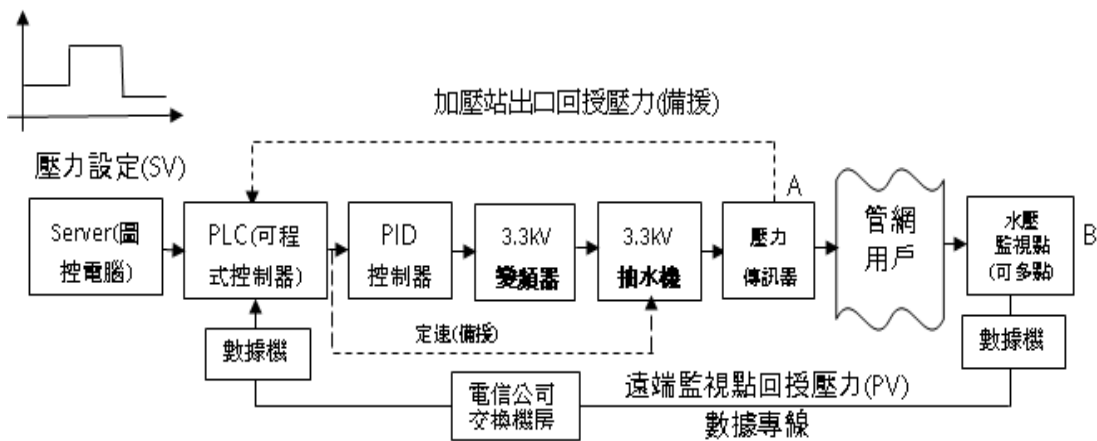 加壓站出口回授壓力(備援)
壓力設定(SV)
Server(圖
控電腦)
PLC(可程
式控制器)
PID
控制器
3.3KV
變頻器
3.3KV
抽水機
A
壓力
傳訊器
管網
用戶
水壓
監視點
(可多點)
B
定速(備援)
數據機
數據機
電信公司
交換機房
遠端監視點回授壓力(PV)
數據專線